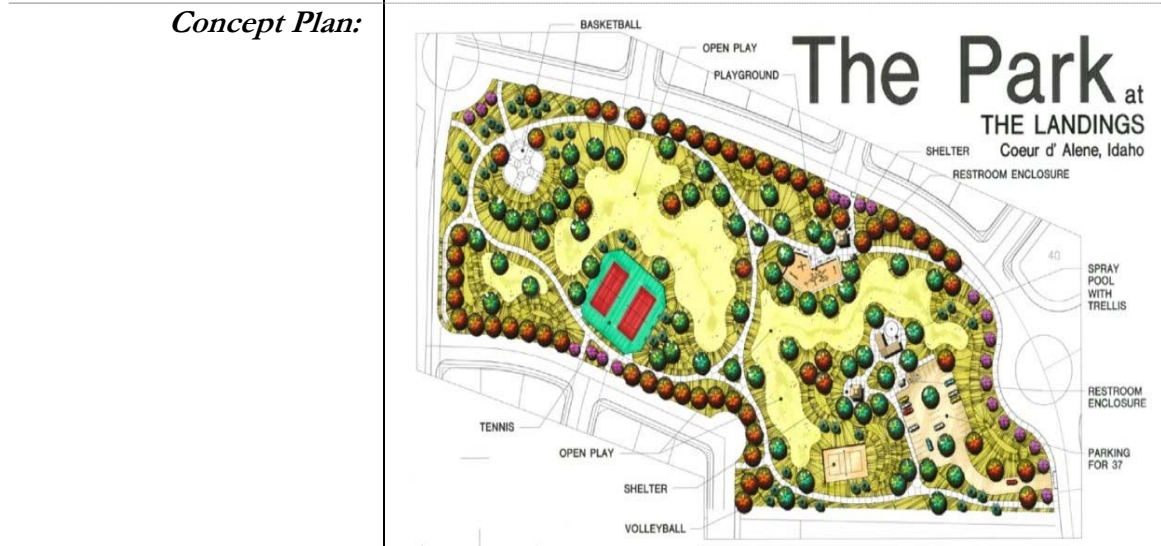 Concept Plan:
BASKETBALL
OPEN PLAY
PLAYGROUND
The Park at
THE LANDINGS
Coeur d' Alene, Idaho
SHELTER
RESTROOM ENCLOSURE
40
SPRAY
POOL
WITH
TRELLIS
RESTROOM
ENCLOSURE
PARKING
FOR 37
TENNIS
OPEN PLAY
SHELTER
VOLLEYBALL